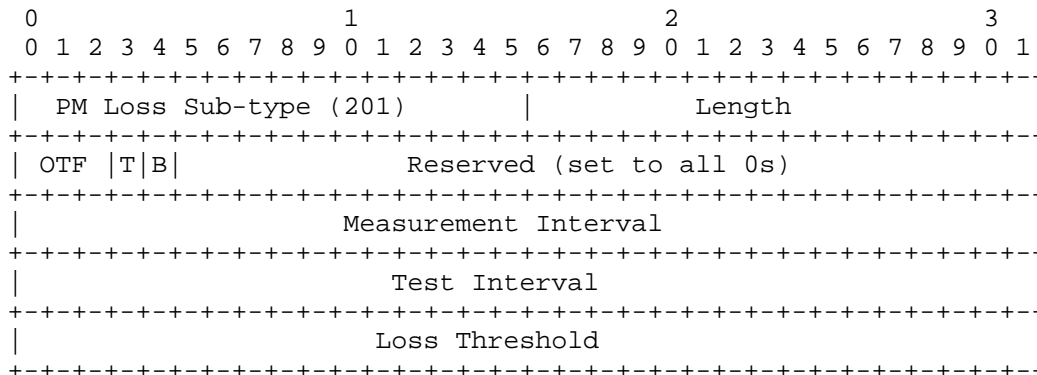 0                   1                   2                   3
 0 1 2 3 4 5 6 7 8 9 0 1 2 3 4 5 6 7 8 9 0 1 2 3 4 5 6 7 8 9 0 1
+-+-+-+-+-+-+-+-+-+-+-+-+-+-+-+-+-+-+-+-+-+-+-+-+-+-+-+-+-+-+-+--
|  PM Loss Sub-type (201)       |          Length
+-+-+-+-+-+-+-+-+-+-+-+-+-+-+-+-+-+-+-+-+-+-+-+-+-+-+-+-+-+-+-+--
| OTF |T|B|              Reserved (set to all 0s)
+-+-+-+-+-+-+-+-+-+-+-+-+-+-+-+-+-+-+-+-+-+-+-+-+-+-+-+-+-+-+-+--
|                    Measurement Interval
+-+-+-+-+-+-+-+-+-+-+-+-+-+-+-+-+-+-+-+-+-+-+-+-+-+-+-+-+-+-+-+--
|                       Test Interval
+-+-+-+-+-+-+-+-+-+-+-+-+-+-+-+-+-+-+-+-+-+-+-+-+-+-+-+-+-+-+-+--
|                      Loss Threshold
+-+-+-+-+-+-+-+-+-+-+-+-+-+-+-+-+-+-+-+-+-+-+-+-+-+-+-+-+-+-+-+--